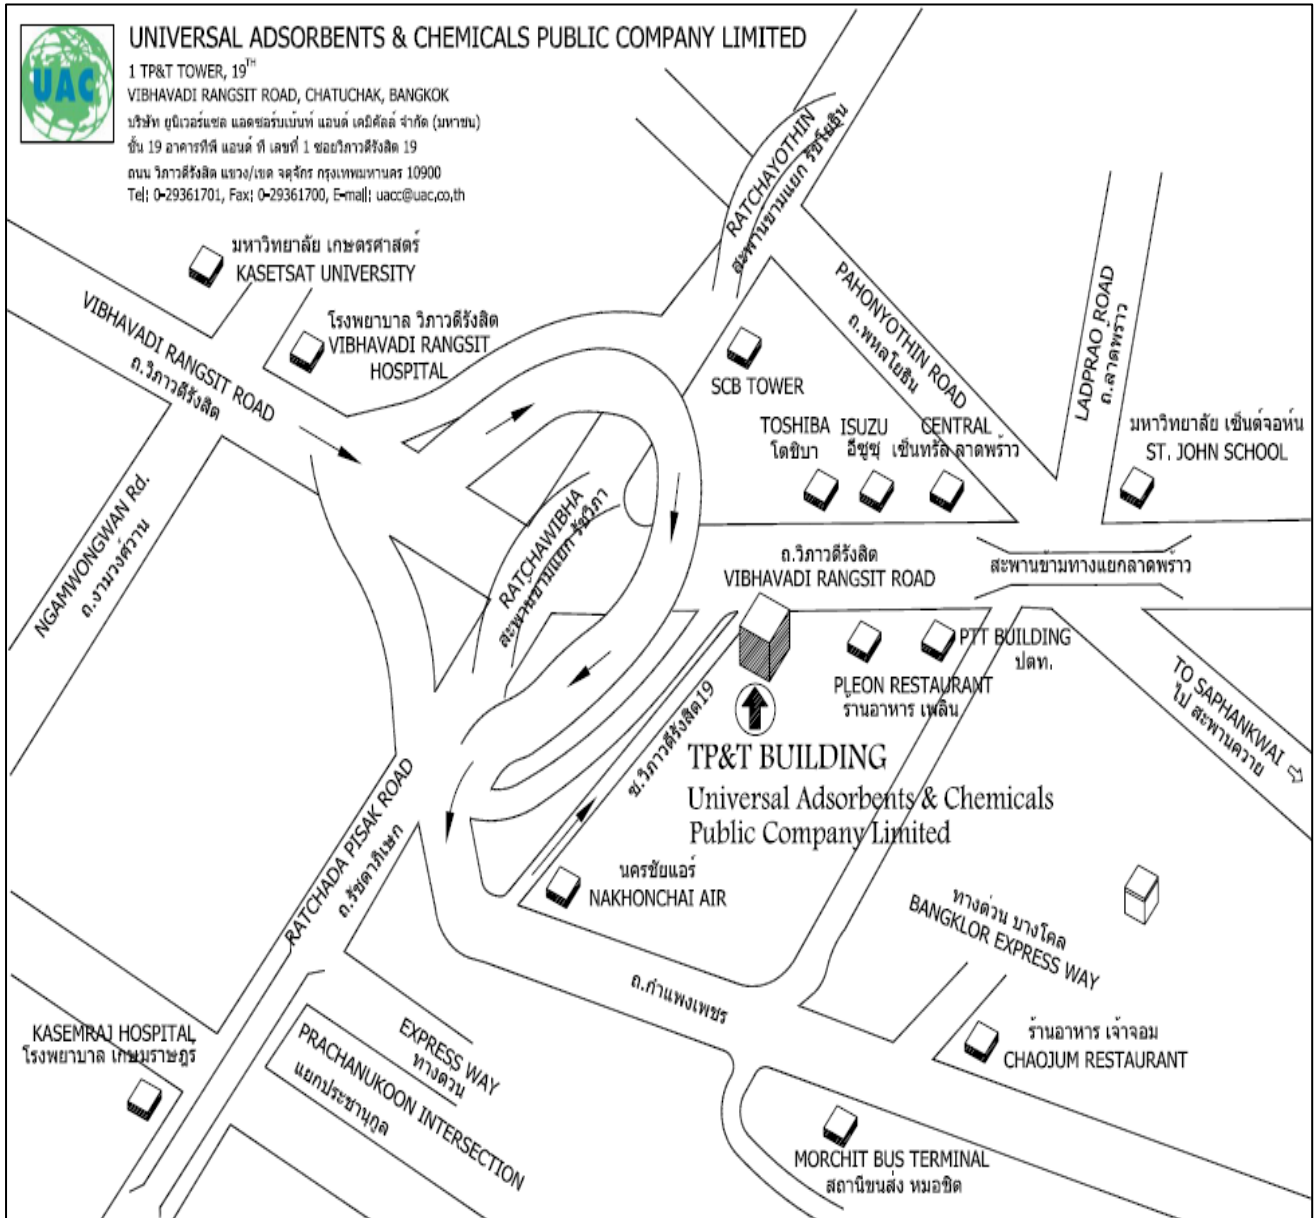 UAC
UNIVERSAL ADSORBENTS & CHEMICALS PUBLIC COMPANY LIMITED
1 TP&T TOWER, 19TH
VIBHAVADI RANGSIT ROAD, CHATUCHAK, BANGKOK
บริษัท ยูนิเวอร์แซล แอดซอร์บเบ้นท์ แอนด์ เคมิคัลล์ จำกัด (มหาชน)
ชั้น 19 อาคารทีพี แอนด์ ที เลขที่ 1 ซอยวิภาวดีรังสิต 19
ถนน วิภาวดีรังสิต แขวง/เขต จตุจักร กรุงเทพมหานคร 10900
Tel: 0-29361701, Fax: 0-29361700, E-mail: uacc@uac.co.th
RATCHAYOTHIN
สะพานข้ามแยก รัชโยธิน
มหาวิทยาลัย เกษตรศาสตร์
KASETSAT UNIVERSITY
VIBHAVADI RANGSIT ROAD
ถ.วิภาวดีรังสิต
โรงพยาบาล วิภาวดีรังสิต
VIBHAVADI RANGSIT
HOSPITAL
PAHONYOTHIN ROAD
ถ.พหลโยธิน
LADPRAO ROAD
ถ.ลาดพร้าว
SCB TOWER
TOSHIBA
โตชิบา
ISUZU
อีซูซุ
CENTRAL
เซ็นทรัล ลาดพร้าว
มหาวิทยาลัย เซ็นต์จอห์น
ST. JOHN SCHOOL
NGAMWONGWAN Rd.
ถ.งามวงศ์วาน
RATCHAWIBHA
สะพานข้ามแยก รัชวิภา
ถ.วิภาวดีรังสิต
VIBHAVADI RANGSIT ROAD
สะพานข้ามทางแยกลาดพร้าว
PTT BUILDING
ปตท.
PLEON RESTAURANT
ร้านอาหาร เพลิน
TO SAPHANKWAI
ไป สะพานควาย
ซ.วิภาวดีรังสิต19
TP&T BUILDING
Universal Adsorbents & Chemicals
Public Company Limited
RATCHADA PISAK ROAD
ถ.รัชดาภิเษก
นครชัยแอร์
NAKHONCHAI AIR
ทางด่วน บางโคล
BANGKLOR EXPRESS WAY
ถ.กำแพงเพชร
KASEMRAJ HOSPITAL
โรงพยาบาล เกษมราษฎร์
EXPRESS WAY
ทางด่วน
PRACHANUKOON INTERSECTION
แยกประชานุกูล
ร้านอาหาร เจ้าจอม
CHAOJUM RESTAURANT
MORCHIT BUS TERMINAL
สถานีขนส่ง หมอชิต